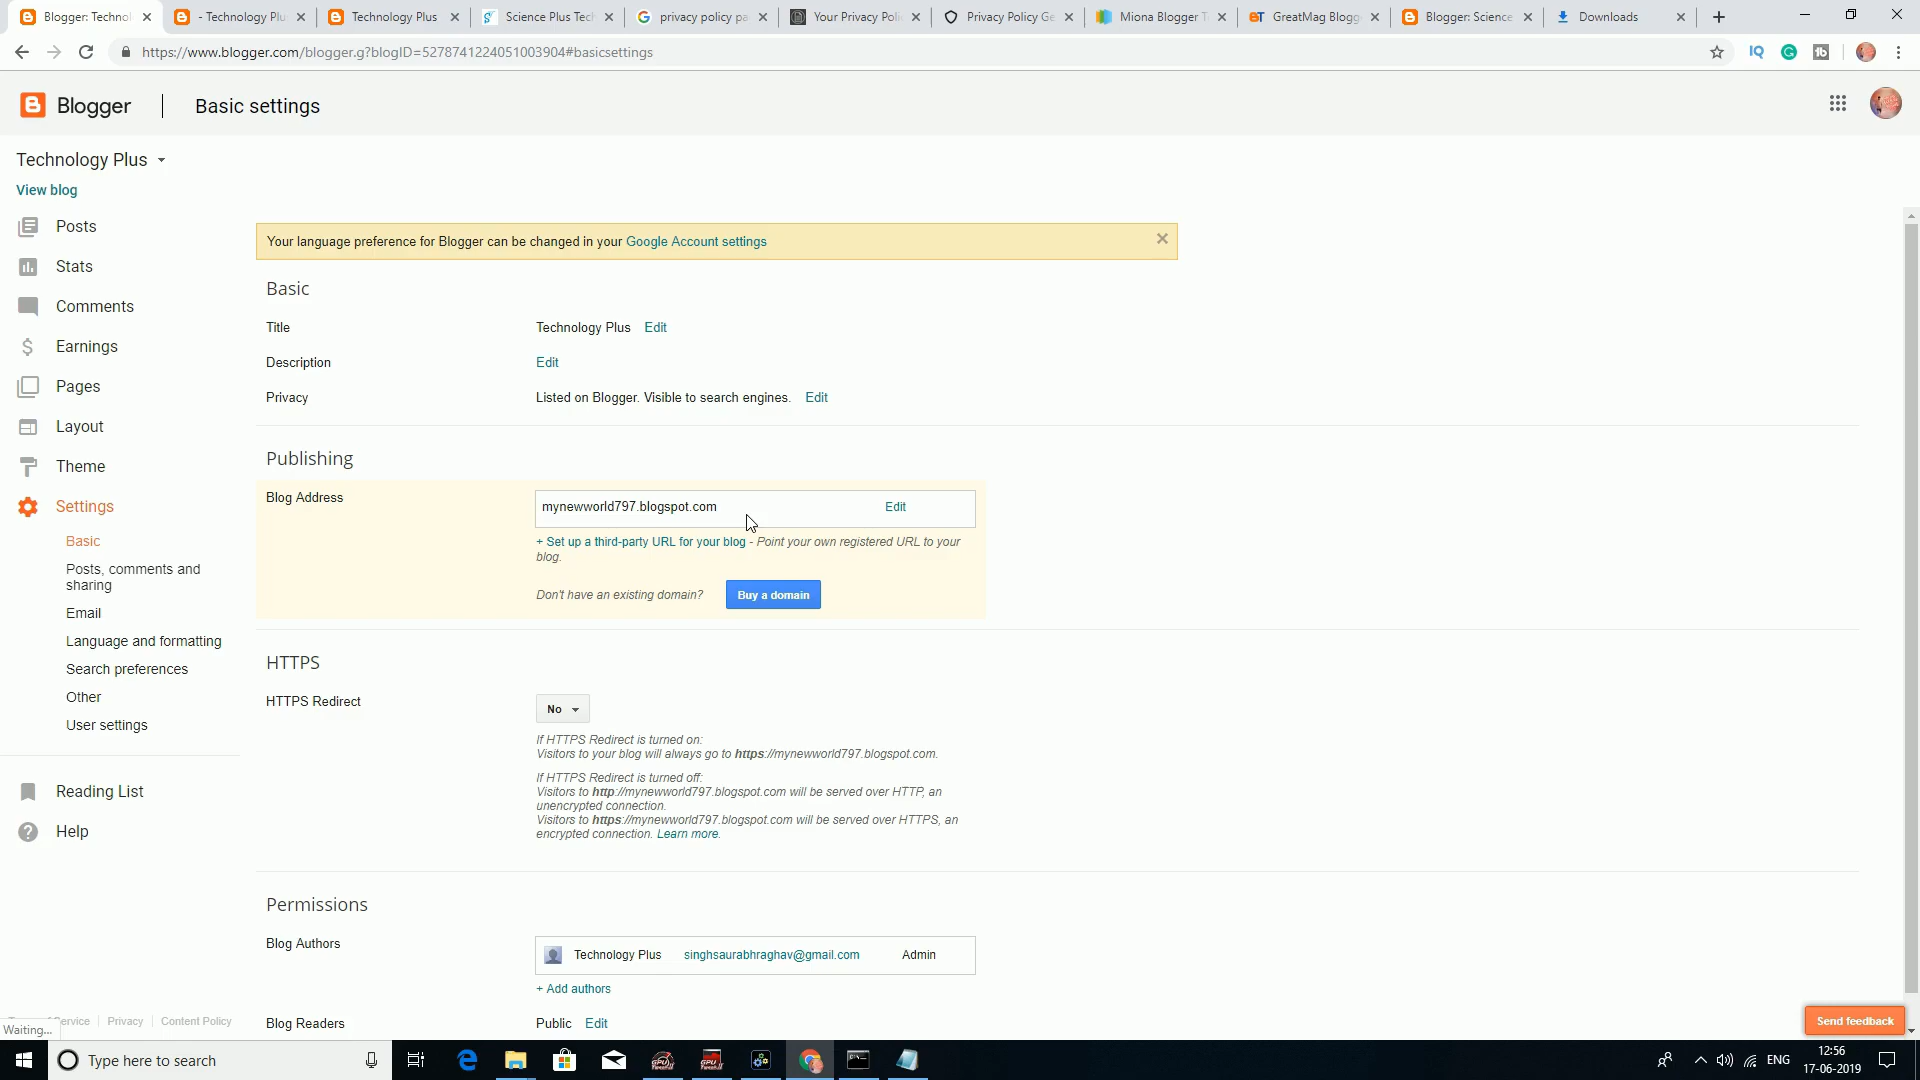 Blogger: Technol
- Technology Plu
Technology Plus
Science Plus Tech
privacy policy pa
Your Privacy Poli
Privacy Policy Ge
Miona Blogger T
GreatMag Blogg
Blogger: Science
Downloads
https://www.blogger.com/blogger.g?blogID=5278741224051003904#basicsettings
IQ
Blogger
Basic settings
Technology Plus
View blog
Posts
Stats
Comments
Earnings
Pages
Layout
Theme
Settings
Basic
Posts, comments and
sharing
Email
Language and formatting
Search preferences
Other
User settings
Reading List
Help
Your language preference for Blogger can be changed in your Google Account settings
Basic
Title
Technology Plus Edit
Description
Edit
Privacy
Listed on Blogger. Visible to search engines. Edit
Publishing
Blog Address
mynewworld797.blogspot.com Edit
+ Set up a third-party URL for your blog - Point your own registered URL to your
blog.
Don't have an existing domain? Buy a domain
HTTPS
HTTPS Redirect
No
If HTTPS Redirect is turned on:
Visitors to your blog will always go to https://mynewworld797.blogspot.com.
If HTTPS Redirect is turned off:
Visitors to http://mynewworld797.blogspot.com will be served over HTTP, an
unencrypted connection.
Visitors to https://mynewworld797.blogspot.com will be served over HTTPS, an
encrypted connection. Learn more.
Permissions
Blog Authors
Technology Plus singhsaurabhraghav@gmail.com Admin
+ Add authors
Blog Readers
Public Edit
ervice Privacy Content Policy
Waiting...
Send feedback
Type here to search
ENG
12:56
17-06-2019